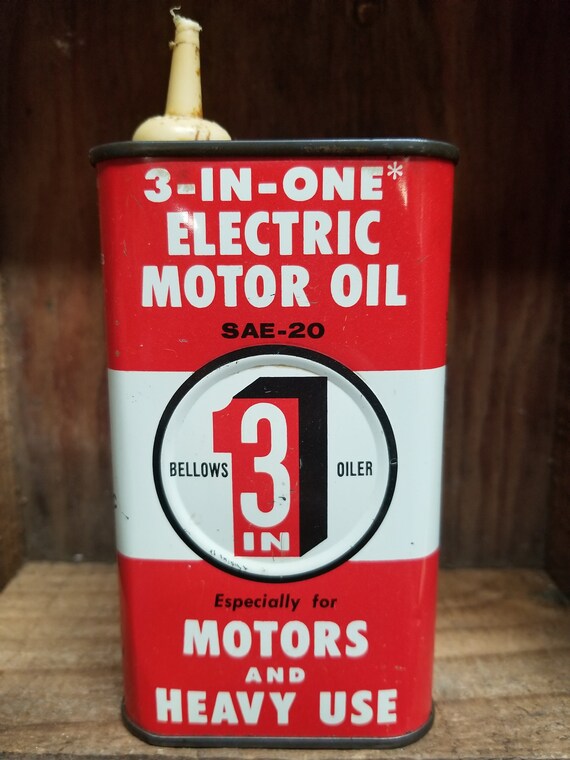 3-IN-ONE*
ELECTRIC
MOTOR OIL
SAE-20
BELLOWS 3 IN 1 OILER
Especially for
MOTORS
AND
HEAVY USE